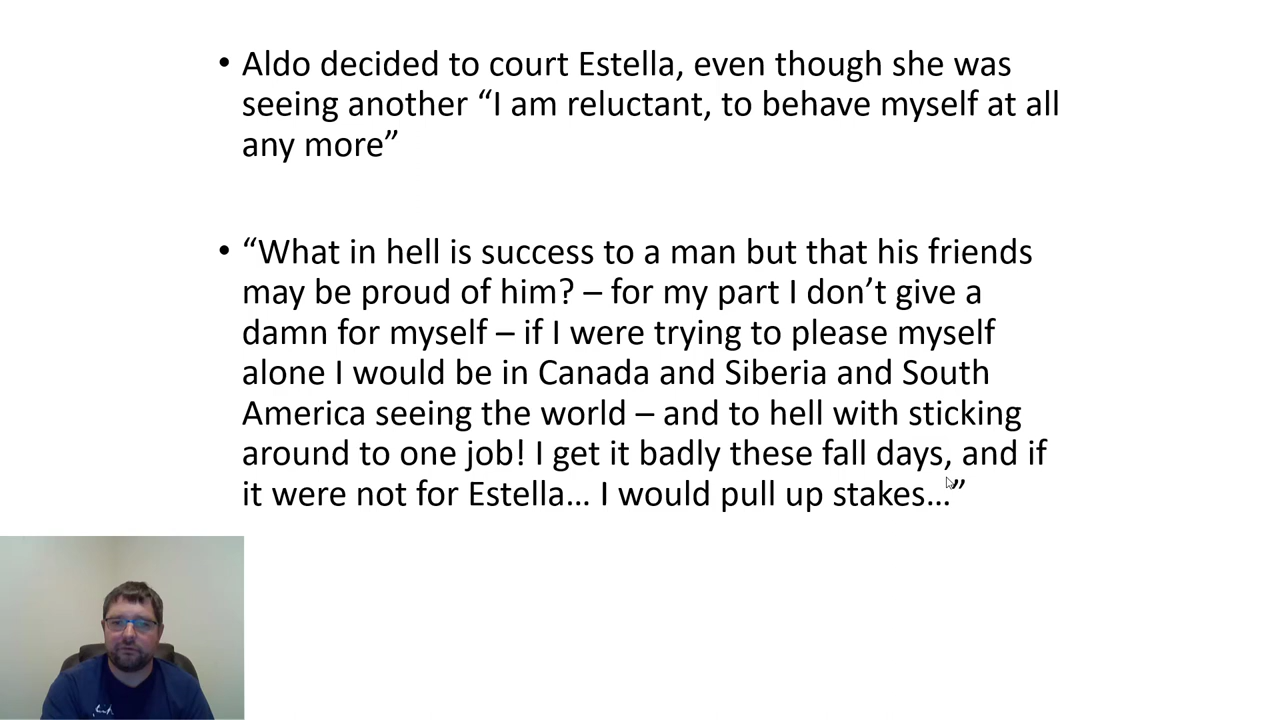 • Aldo decided to court Estella, even though she was
seeing another “I am reluctant, to behave myself at all
any more”
• “What in hell is success to a man but that his friends
may be proud of him? – for my part I don’t give a
damn for myself – if I were trying to please myself
alone I would be in Canada and Siberia and South
America seeing the world – and to hell with sticking
around to one job! I get it badly these fall days, and if
it were not for Estella… I would pull up stakes…”